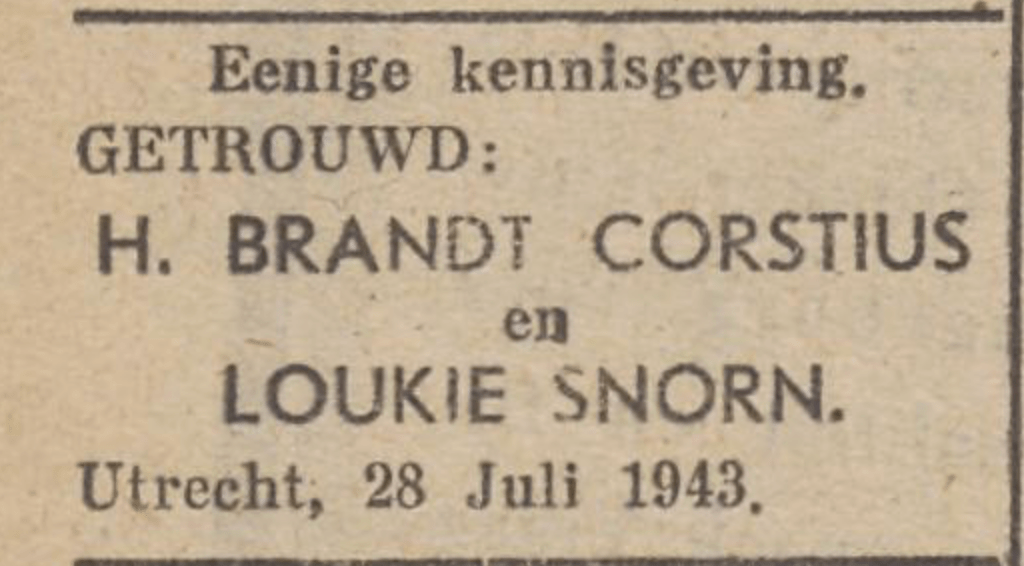 Eenige kennisgeving.
GETROUWD:
H. BRANDT CORSTIUS
en
LOUKIE SNORN.
Utrecht, 28 Juli 1943.